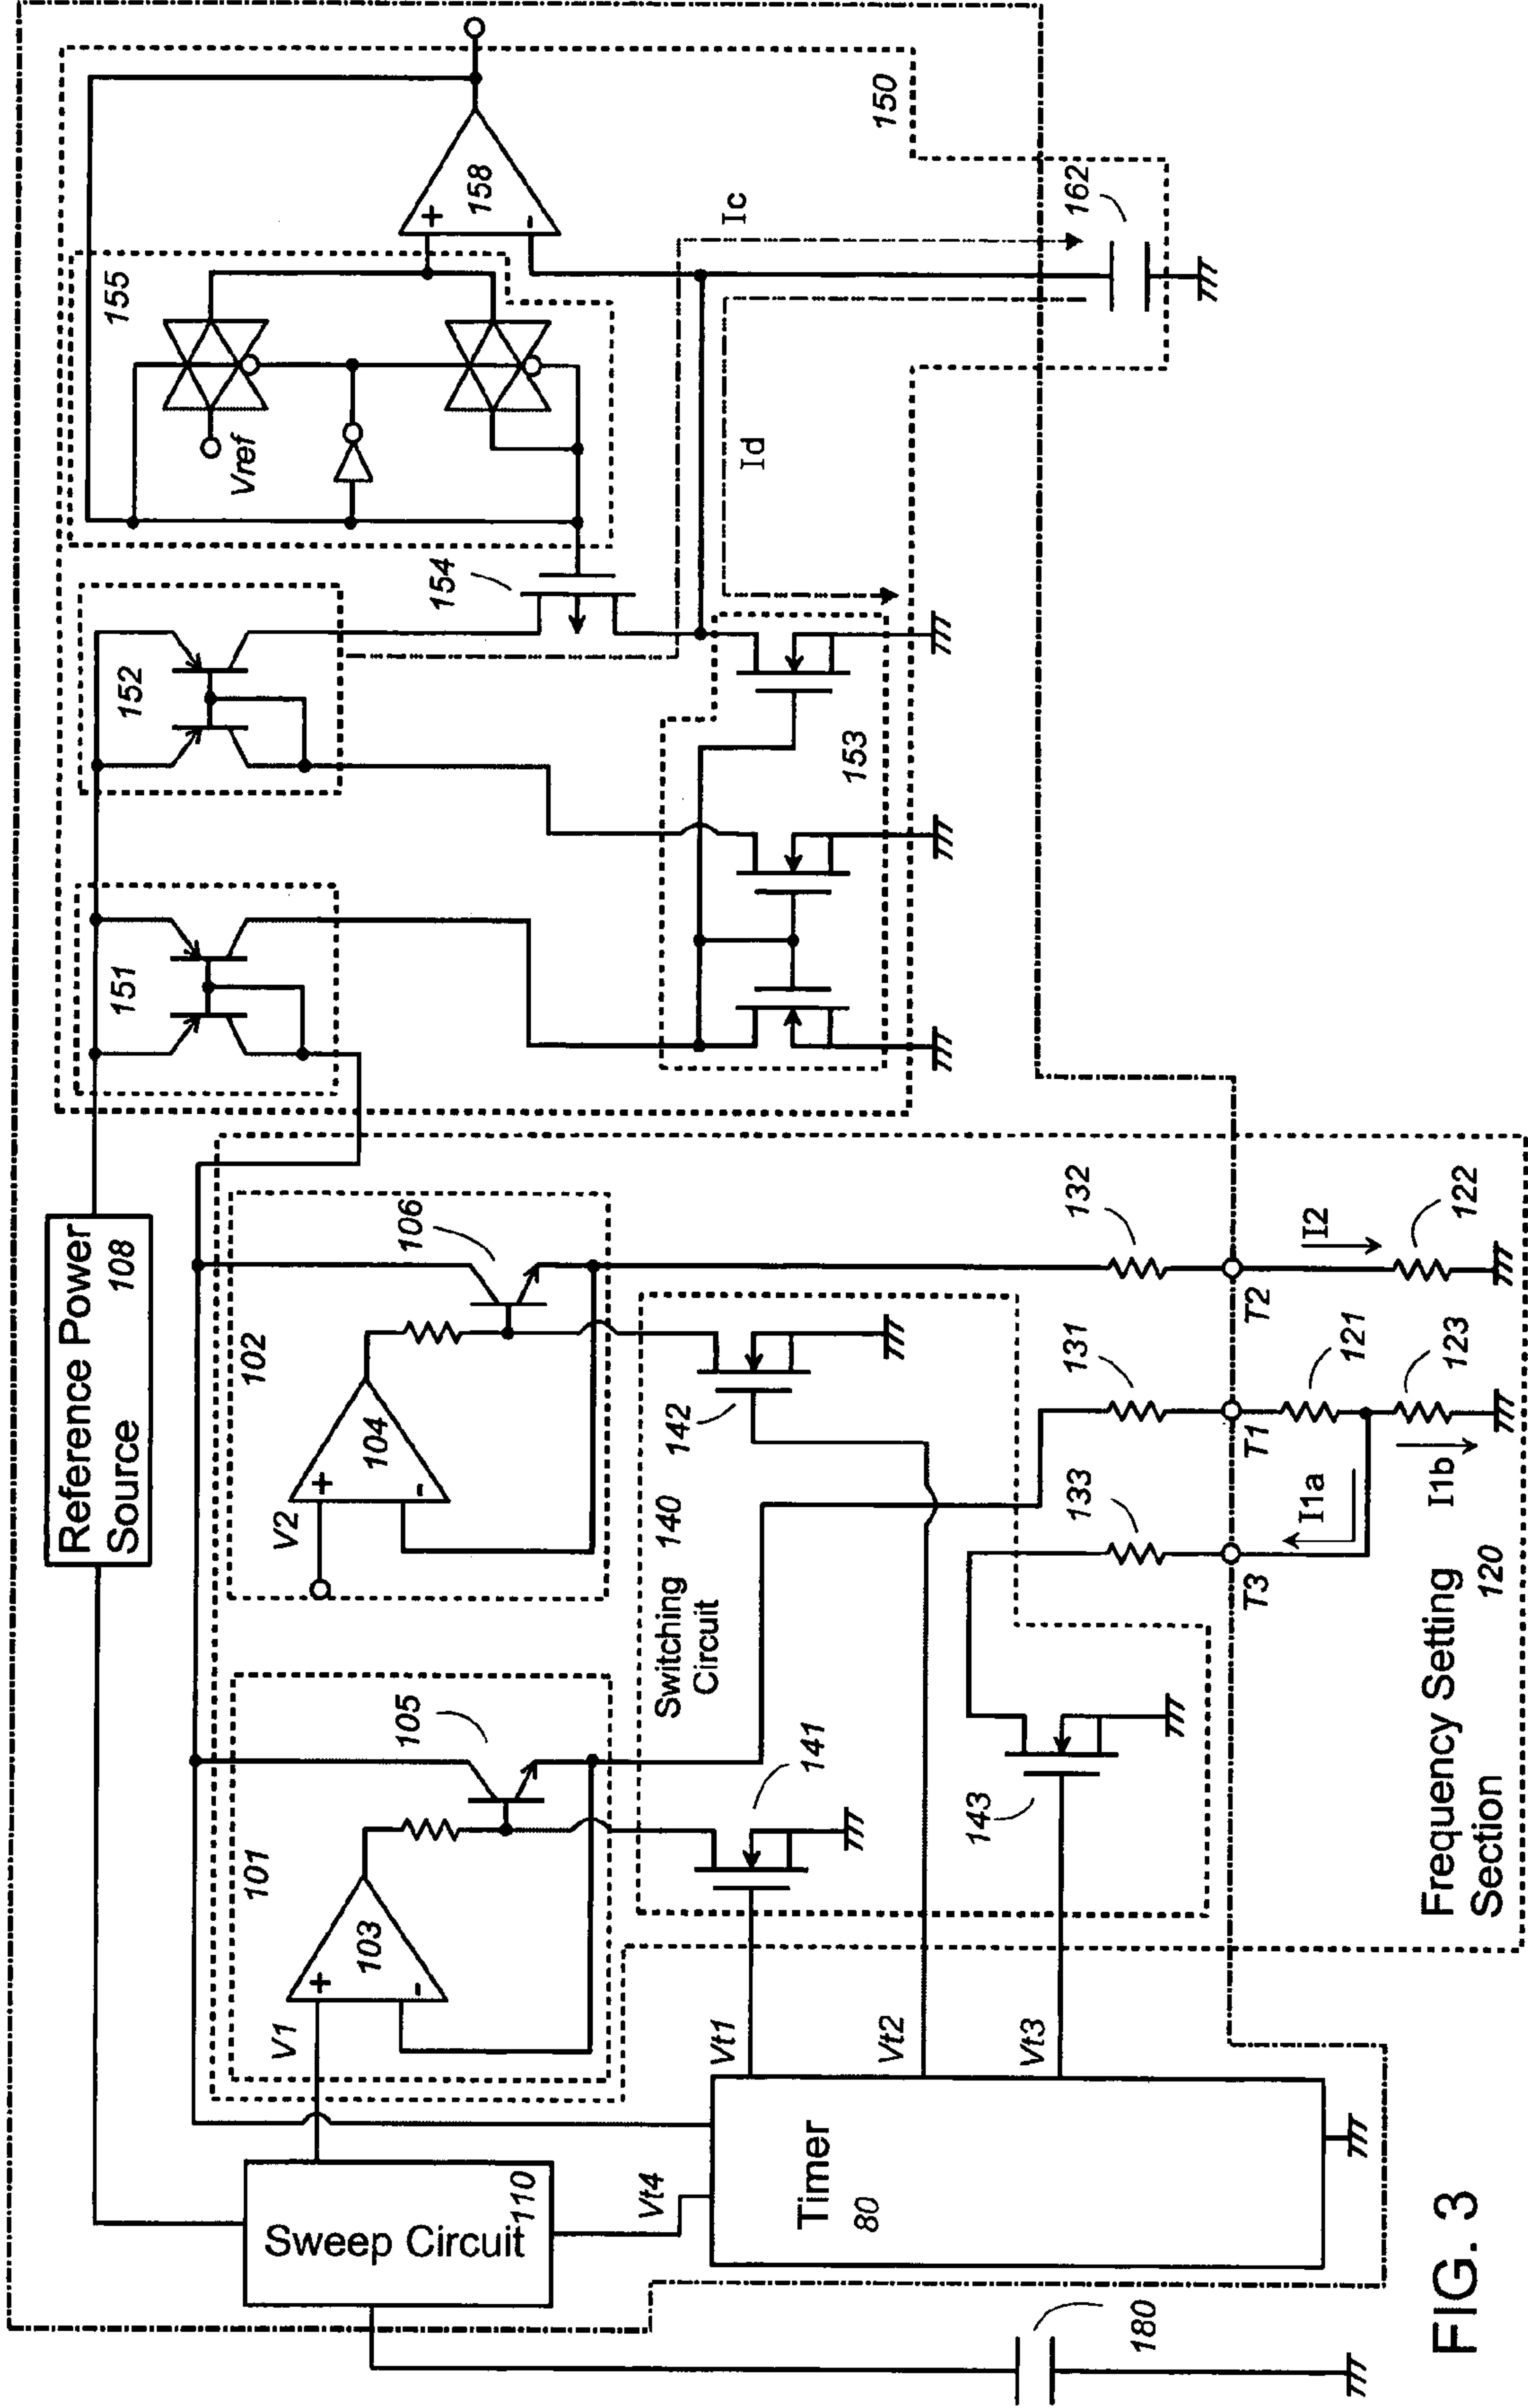 Reference Power
Source 108
151
152
154
155
Vref
+
-
158
150
Ic
Id
162
153
102
106
V2
+
-
104
101
105
V1
+
-
103
Switching 140
Circuit
142
141
143
132
131
133
T2
T1
T3
I2
122
121
123
I1a
I1b
Frequency Setting
Section 120
Sweep Circuit
110
Vt4
Timer
80
Vt1
Vt2
Vt3
180
FIG. 3